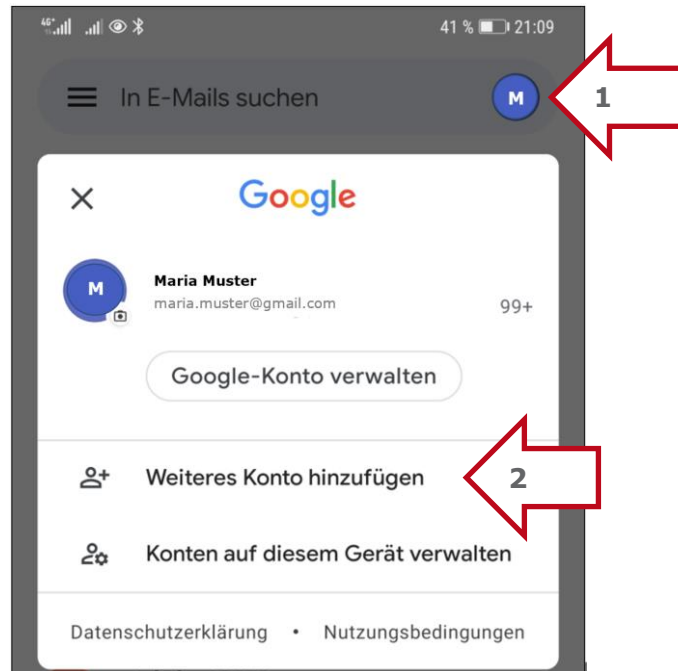 41 % 21:09
In E-Mails suchen
M
1
Google
M
Maria Muster
maria.muster@gmail.com
99+
Google-Konto verwalten
Weiteres Konto hinzufügen
2
Konten auf diesem Gerät verwalten
Datenschutzerklärung • Nutzungsbedingungen